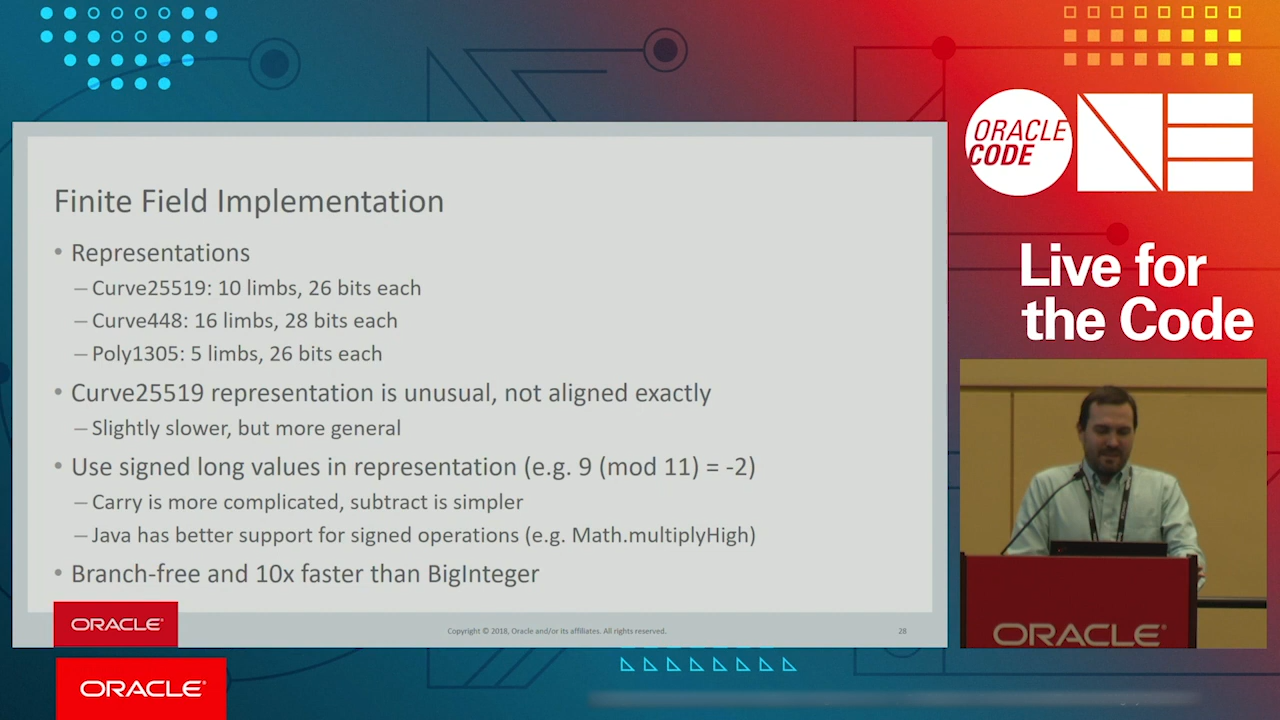 ORACLE
CODE
ONE
Live for
the Code
Finite Field Implementation
• Representations
– Curve25519: 10 limbs, 26 bits each
– Curve448: 16 limbs, 28 bits each
– Poly1305: 5 limbs, 26 bits each
• Curve25519 representation is unusual, not aligned exactly
– Slightly slower, but more general
• Use signed long values in representation (e.g. 9 (mod 11) = -2)
– Carry is more complicated, subtract is simpler
– Java has better support for signed operations (e.g. Math.multiplyHigh)
• Branch-free and 10x faster than BigInteger
ORACLE®
Copyright © 2018, Oracle and/or its affiliates. All rights reserved.
28
ORACLE®
ORACLE®